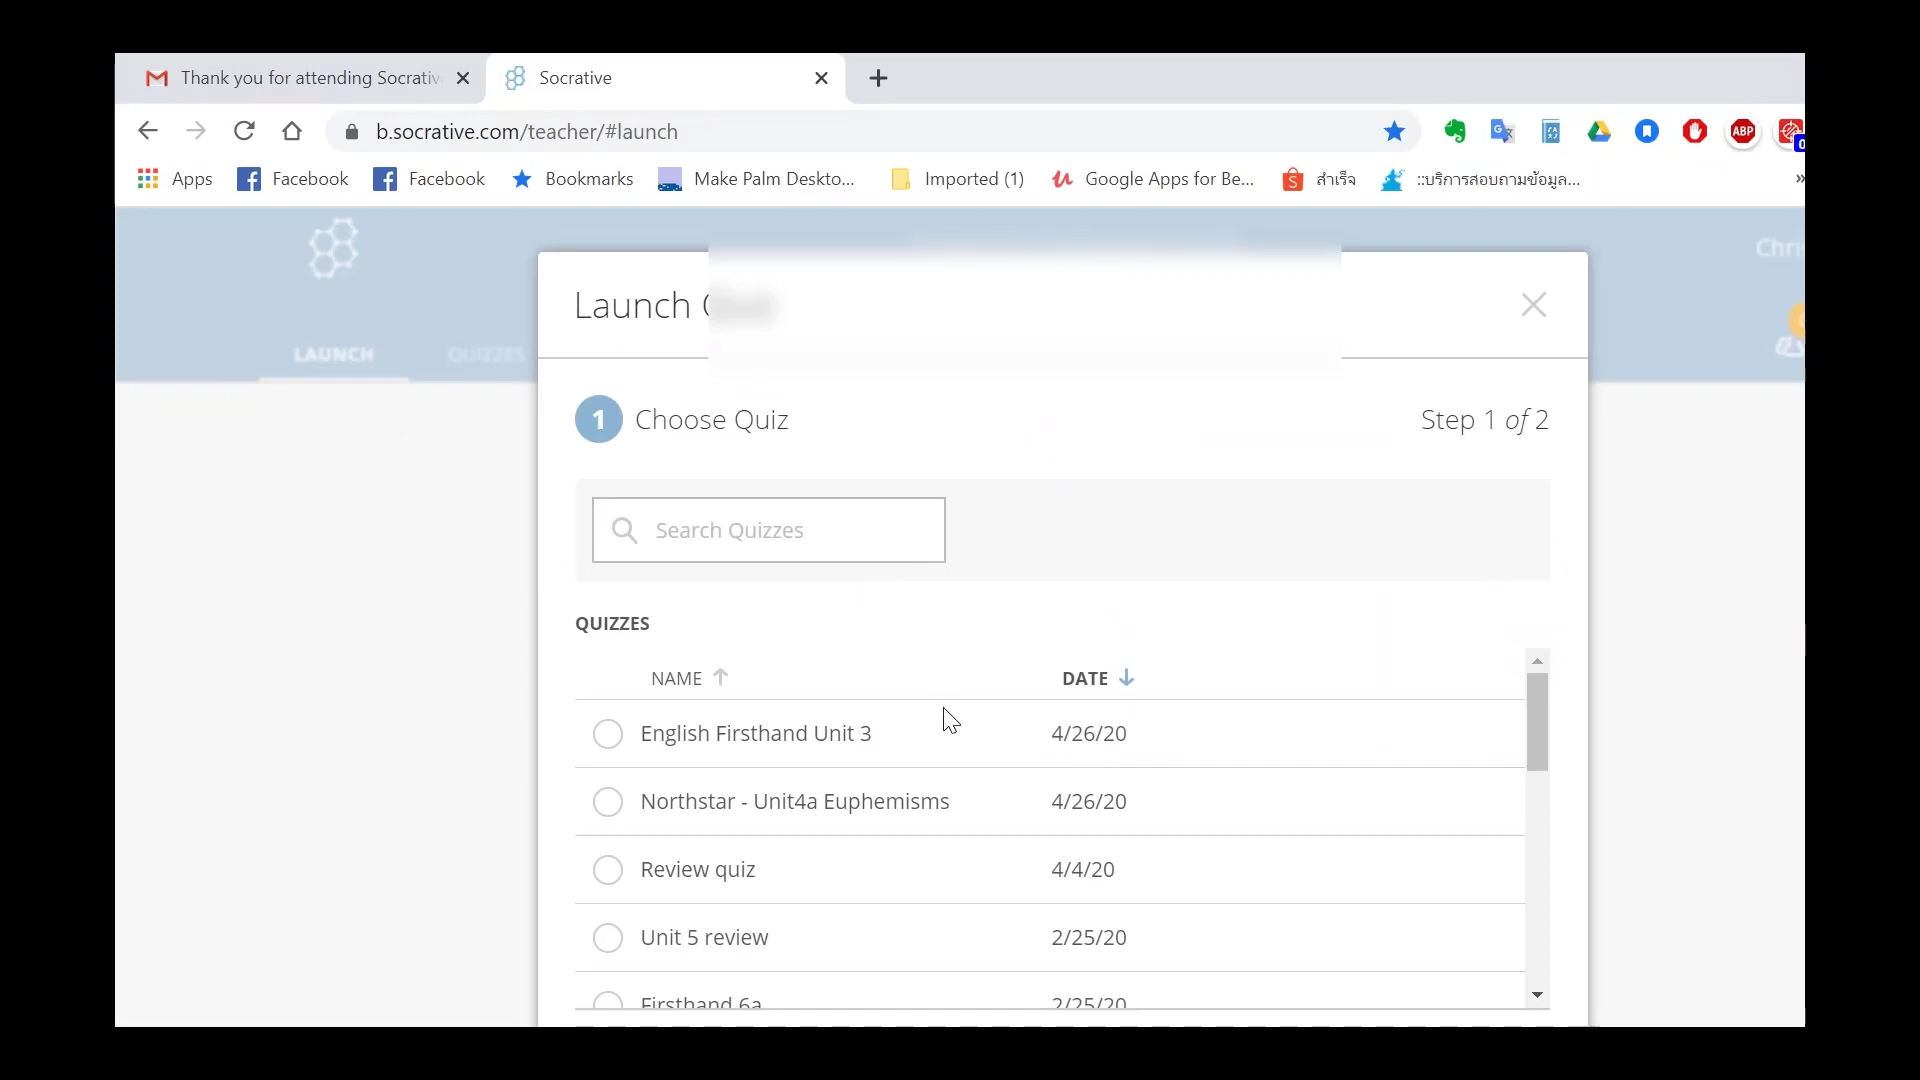 Thank you for attending Socrativ
Socrative
b.socrative.com/teacher/#launch
ABP
0
Apps
Facebook
Facebook
Bookmarks
Make Palm Deskto...
Imported (1)
Google Apps for Be...
สำเร็จ
::บริการสอบถามข้อมูล...
»
Chri
LAUNCH
QUIZZES
Launch
1 Choose Quiz
Step 1 of 2
Search Quizzes
QUIZZES
NAME
DATE
English Firsthand Unit 3 4/26/20
Northstar - Unit4a Euphemisms 4/26/20
Review quiz 4/4/20
Unit 5 review 2/25/20
Firsthand 6a 2/25/20